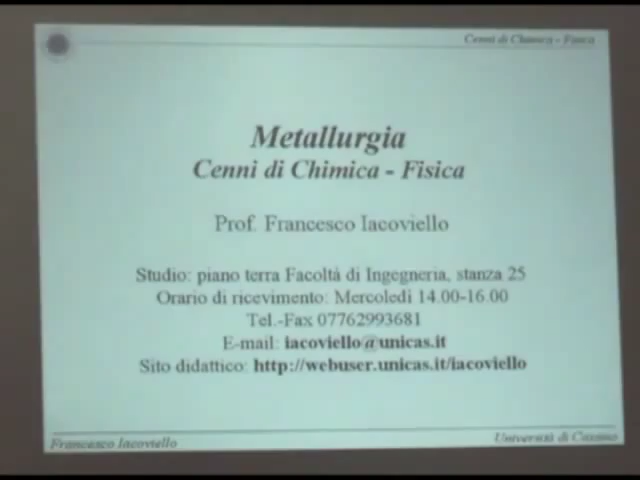 Cenni di Chimica - Fisica
Metallurgia
Cenni di Chimica - Fisica
Prof. Francesco Iacoviello
Studio: piano terra Facoltà di Ingegneria, stanza 25
Orario di ricevimento: Mercoledì 14.00-16.00
Tel.-Fax 07762993681
E-mail: iacoviello@unicas.it
Sito didattico: http://webuser.unicas.it/iacoviello
Francesco Iacoviello
Università di Cassino